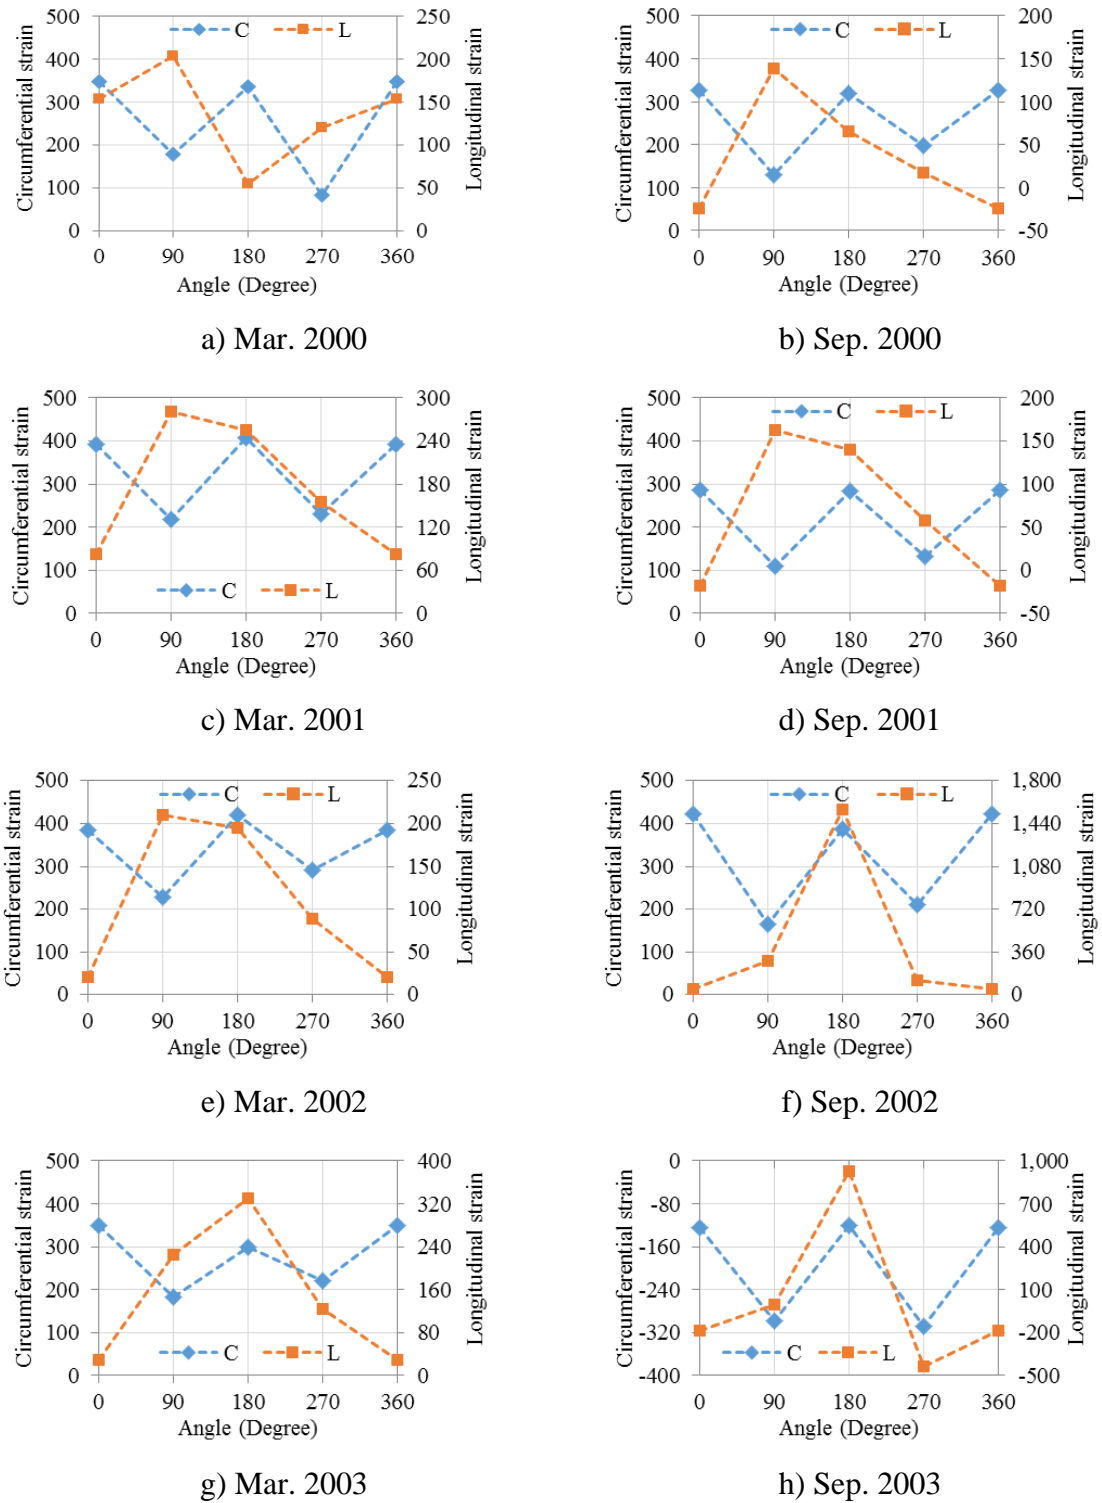 C L
Circumferential strain
500
400
300
200
100
0
Longitudinal strain
250
200
150
100
50
0
0 90 180 270 360
Angle (Degree)
a) Mar. 2000
C L
Circumferential strain
500
400
300
200
100
0
Longitudinal strain
200
150
100
50
0
-50
0 90 180 270 360
Angle (Degree)
b) Sep. 2000
Circumferential strain
500
400
300
200
100
0
Longitudinal strain
300
240
180
120
60
0
C L
0 90 180 270 360
Angle (Degree)
c) Mar. 2001
C L
Circumferential strain
500
400
300
200
100
0
Longitudinal strain
200
150
100
50
0
-50
0 90 180 270 360
Angle (Degree)
d) Sep. 2001
C L
Circumferential strain
500
400
300
200
100
0
Longitudinal strain
250
200
150
100
50
0
0 90 180 270 360
Angle (Degree)
e) Mar. 2002
C L
Circumferential strain
500
400
300
200
100
0
Longitudinal strain
1,800
1,440
1,080
720
360
0
0 90 180 270 360
Angle (Degree)
f) Sep. 2002
Circumferential strain
500
400
300
200
100
0
Longitudinal strain
400
320
240
160
80
0
C L
0 90 180 270 360
Angle (Degree)
g) Mar. 2003
Circumferential strain
0
-80
-160
-240
-320
-400
Longitudinal strain
1,000
700
400
100
-200
-500
C L
0 90 180 270 360
Angle (Degree)
h) Sep. 2003